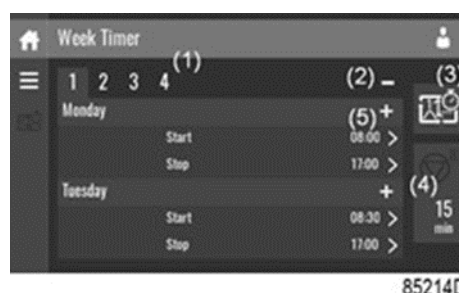 Week Timer
1 2 3 4 (1) (2) – (3)
Monday (5) +
Start 08:00 >
Stop 17:00 >
Tuesday + (4)
Start 08:30 > 15
Stop 17:00 > min
85214D